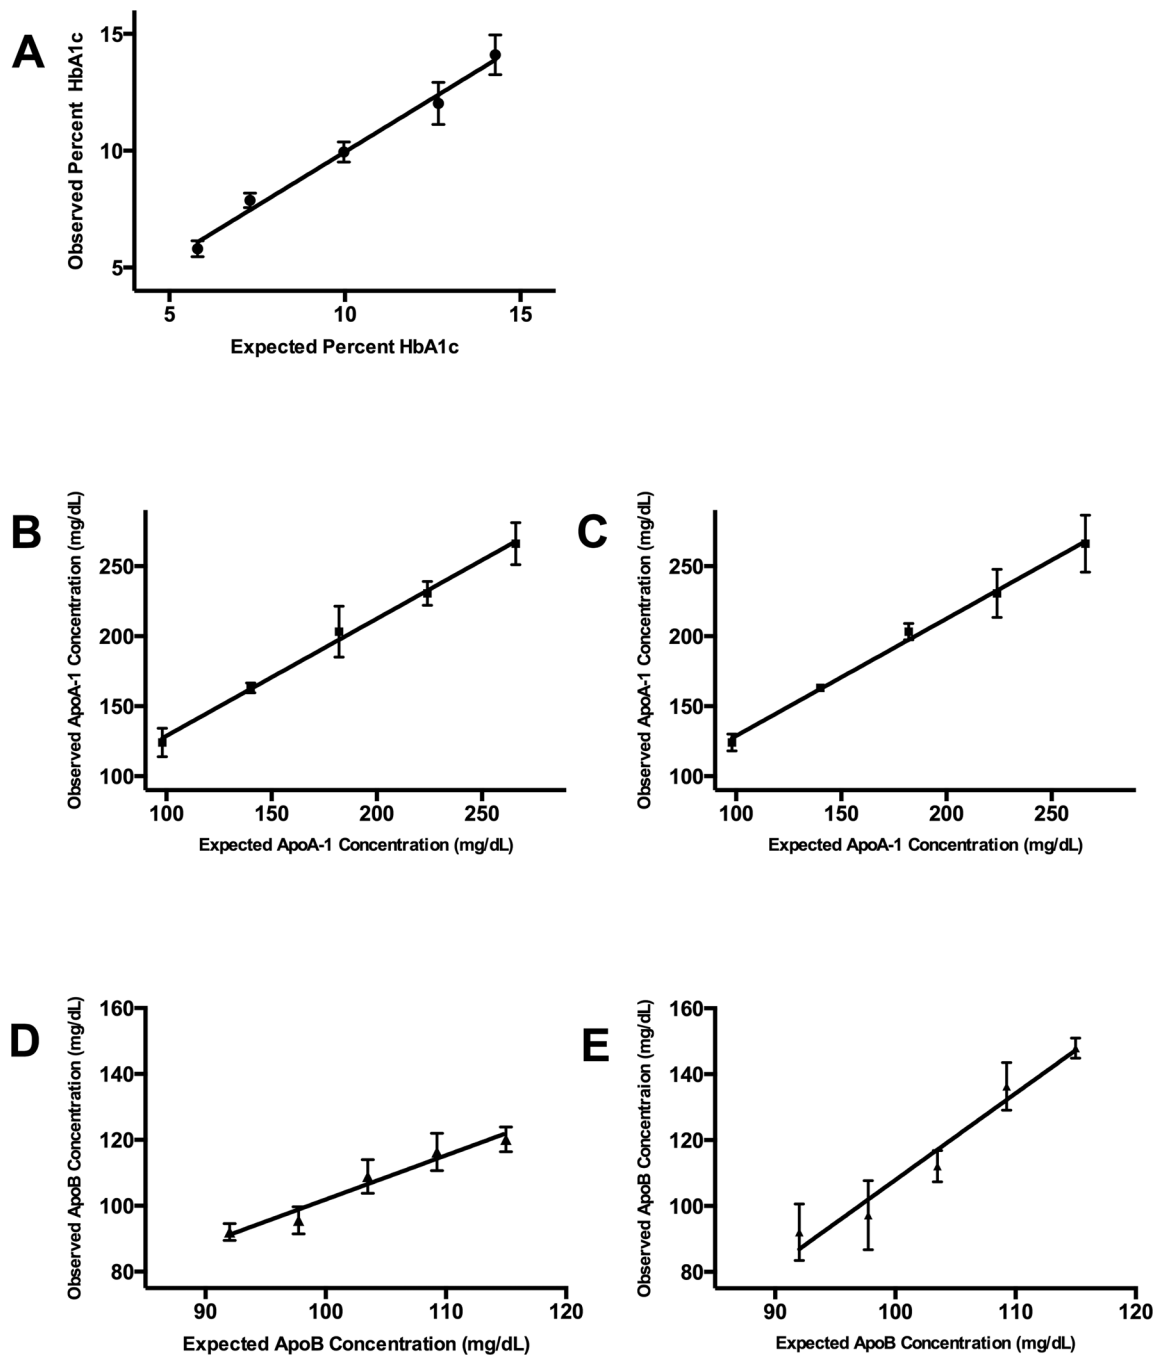 A
Observed Percent HbA1c
15
10
5
5 10 15
Expected Percent HbA1c
B
Observed ApoA-1 Concentration (mg/dL)
250
200
150
100
100 150 200 250
Expected ApoA-1 Concentration (mg/dL)
C
Observed ApoA-1 Concentration (mg/dL)
250
200
150
100
100 150 200 250
Expected ApoA-1 Concentration (mg/dL)
D
Observed ApoB Concentration (mg/dL)
160
140
120
100
80
90 100 110 120
Expected ApoB Concentration (mg/dL)
E
Observed ApoB Concentraion (mg/dL)
160
140
120
100
80
90 100 110 120
Expected ApoB Concentration (mg/dL)